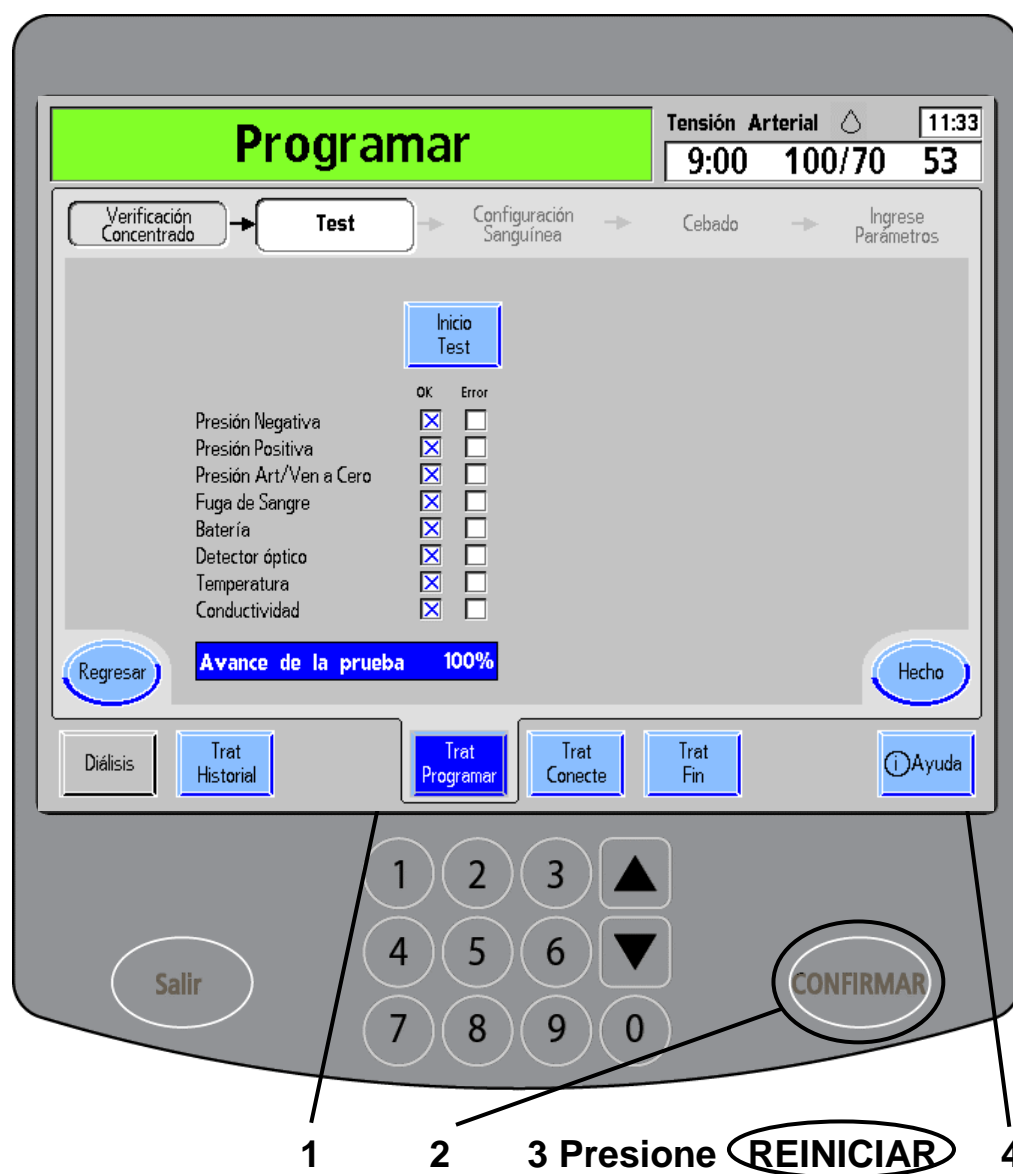 Programar
Tensión Arterial 11:33
9:00 100/70 53
Verificación
Concentrado
Test
Configuración
Sanguínea
Cebado
Ingrese
Parámetros
Inicio
Test
OK Error
Presión Negativa
Presión Positiva
Presión Art/Ven a Cero
Fuga de Sangre
Batería
Detector óptico
Temperatura
Conductividad
Regresar
Avance de la prueba 100%
Hecho
Diálisis
Trat
Historial
Trat
Programar
Trat
Conecte
Trat
Fin
ⓘAyuda
1 2 3
4 5 6
7 8 9 0
Salir
CONFIRMAR
1 2 3 Presione REINICIAR 4